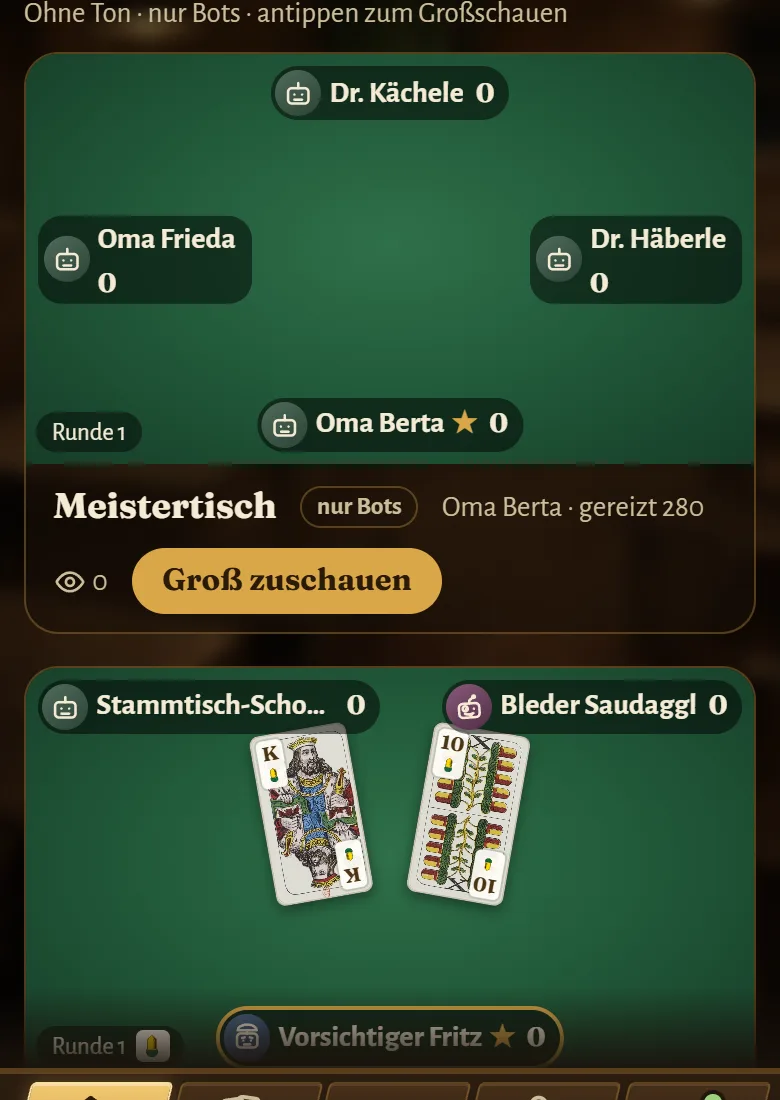 Ohne Ton · nur Bots · antippen zum Großschauen
Dr. Kächele 0
Oma Frieda
0
Dr. Häberle
0
Oma Berta ★ 0
Runde 1
Meistertisch nur Bots Oma Berta · gereizt 280
0 Groß zuschauen
Stammtisch-Scho... 0
Bleder Saudaggl 0
K
10
K
10
Vorsichtiger Fritz ★ 0
Runde 1